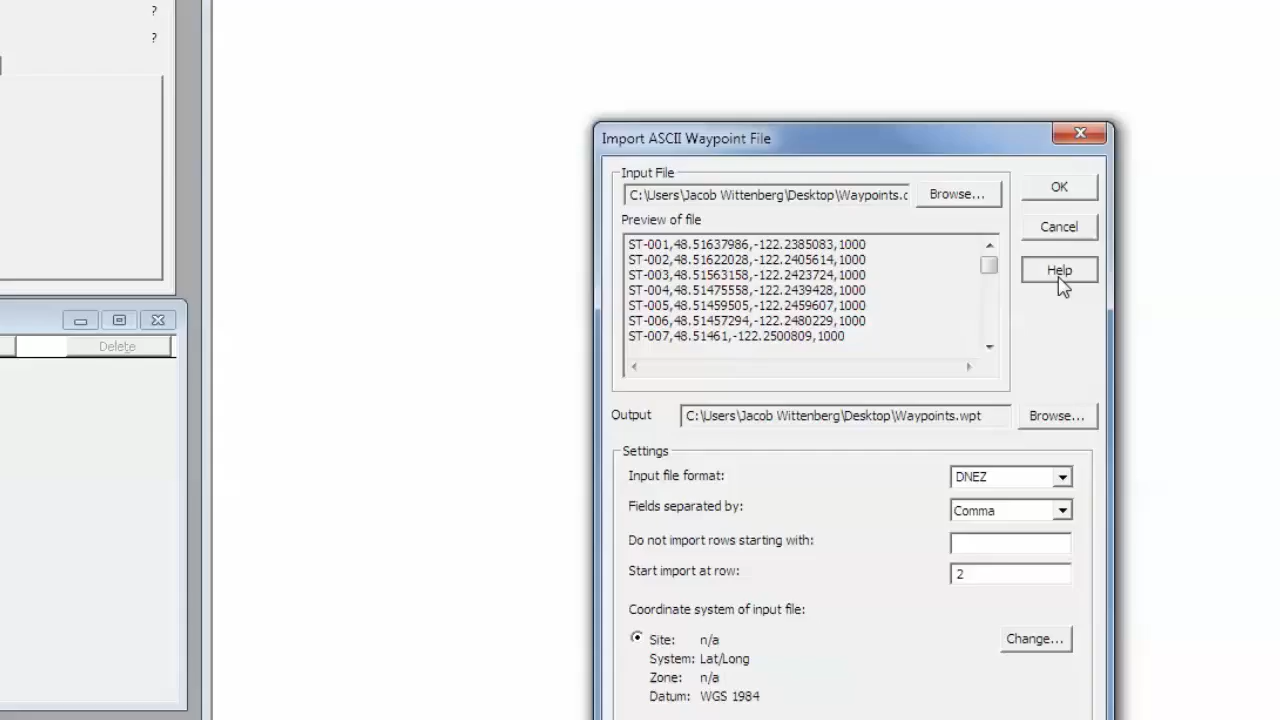 ?
?
Delete
Import ASCII Waypoint File
Input File
C:\Users\Jacob Wittenberg\Desktop\Waypoints.c
Browse...
OK
Preview of file
Cancel
ST-001,48.51637986,-122.2385083,1000
ST-002,48.51622028,-122.2405614,1000
ST-003,48.51563158,-122.2423724,1000
ST-004,48.51475558,-122.2439428,1000
ST-005,48.51459505,-122.2459607,1000
ST-006,48.51457294,-122.2480229,1000
ST-007,48.51461,-122.2500809,1000
Help
Output
C:\Users\Jacob Wittenberg\Desktop\Waypoints.wpt
Browse...
Settings
Input file format:
DNEZ
Fields separated by:
Comma
Do not import rows starting with:
Start import at row:
2
Coordinate system of input file:
Site: n/a
Change...
System: Lat/Long
Zone: n/a
Datum: WGS 1984